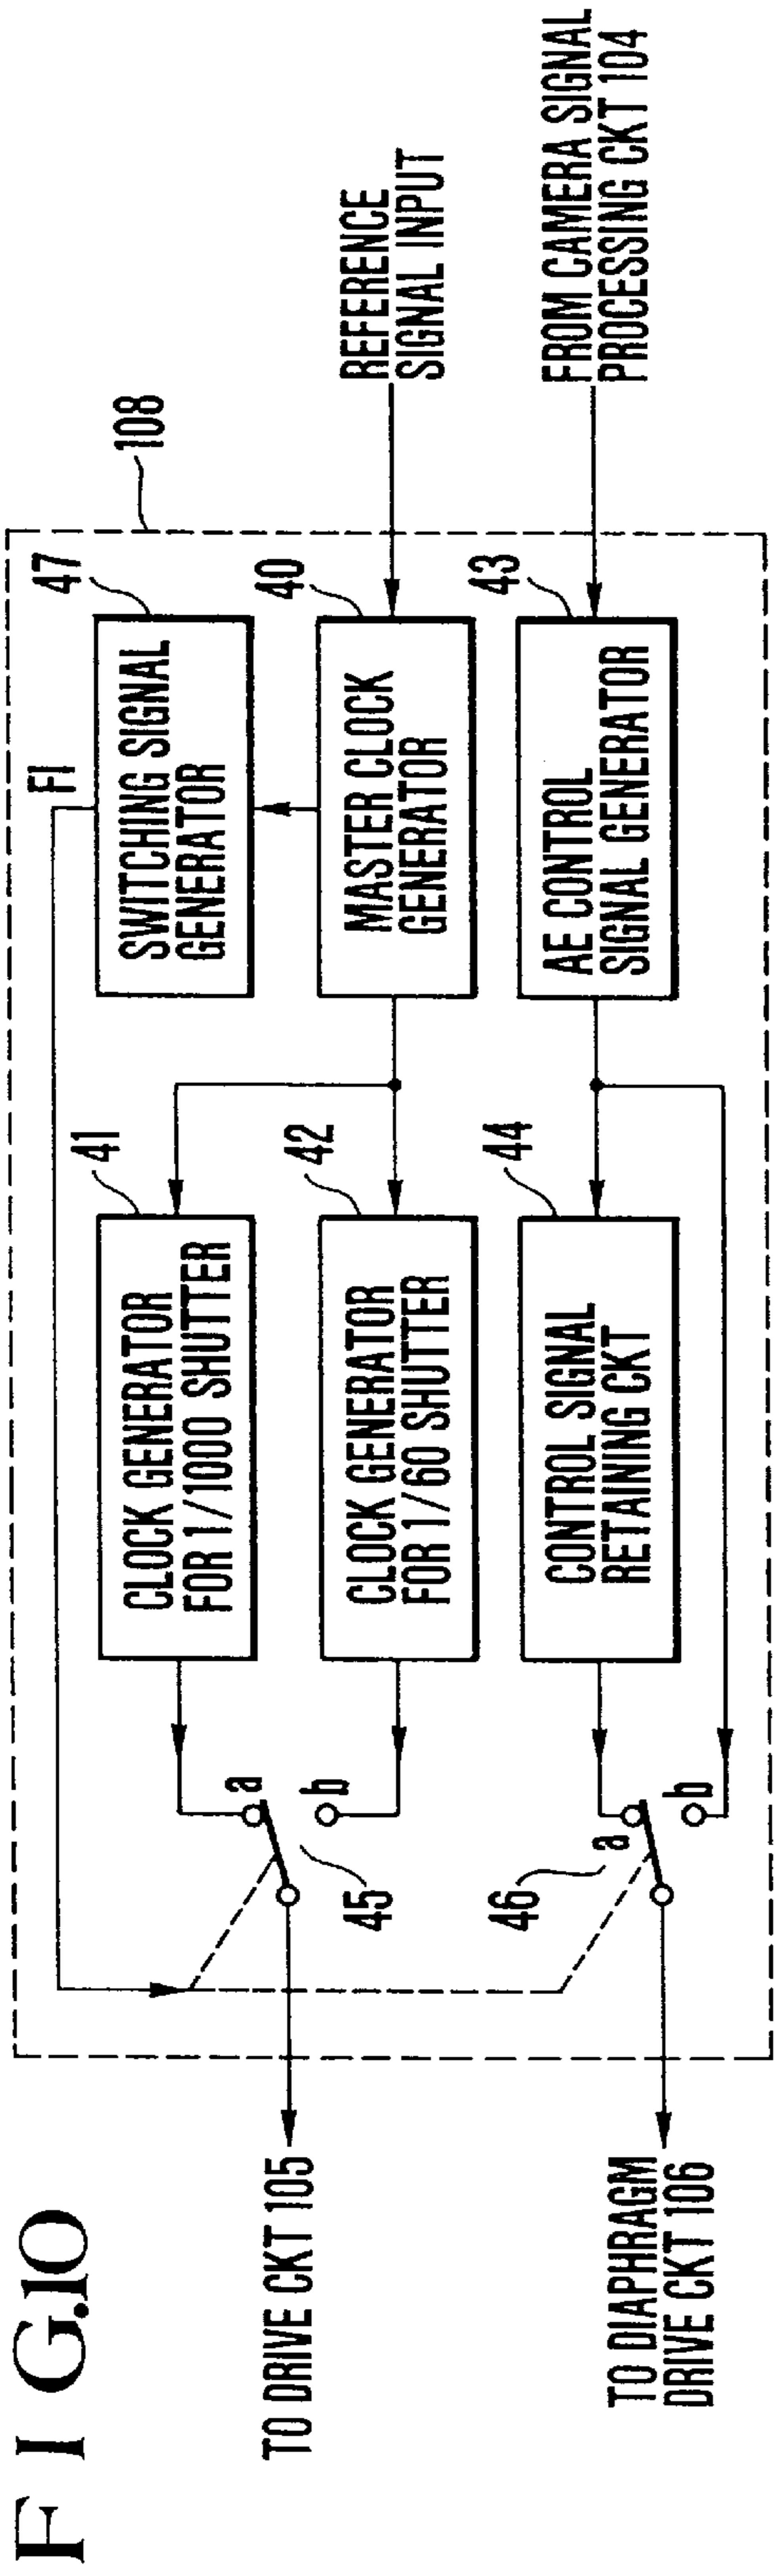 FIG.10
108
FI
41
47
CLOCK GENERATOR
FOR 1/1000 SHUTTER
SWITCHING SIGNAL
GENERATOR
a
b
45
42
40
CLOCK GENERATOR
FOR 1/60 SHUTTER
MASTER CLOCK
GENERATOR
REFERENCE
SIGNAL INPUT
TO DRIVE CKT 105
46
a
b
44
43
CONTROL SIGNAL
RETAINING CKT
AE CONTROL
SIGNAL GENERATOR
FROM CAMERA SIGNAL
PROCESSING CKT 104
TO DIAPHRAGM
DRIVE CKT 106